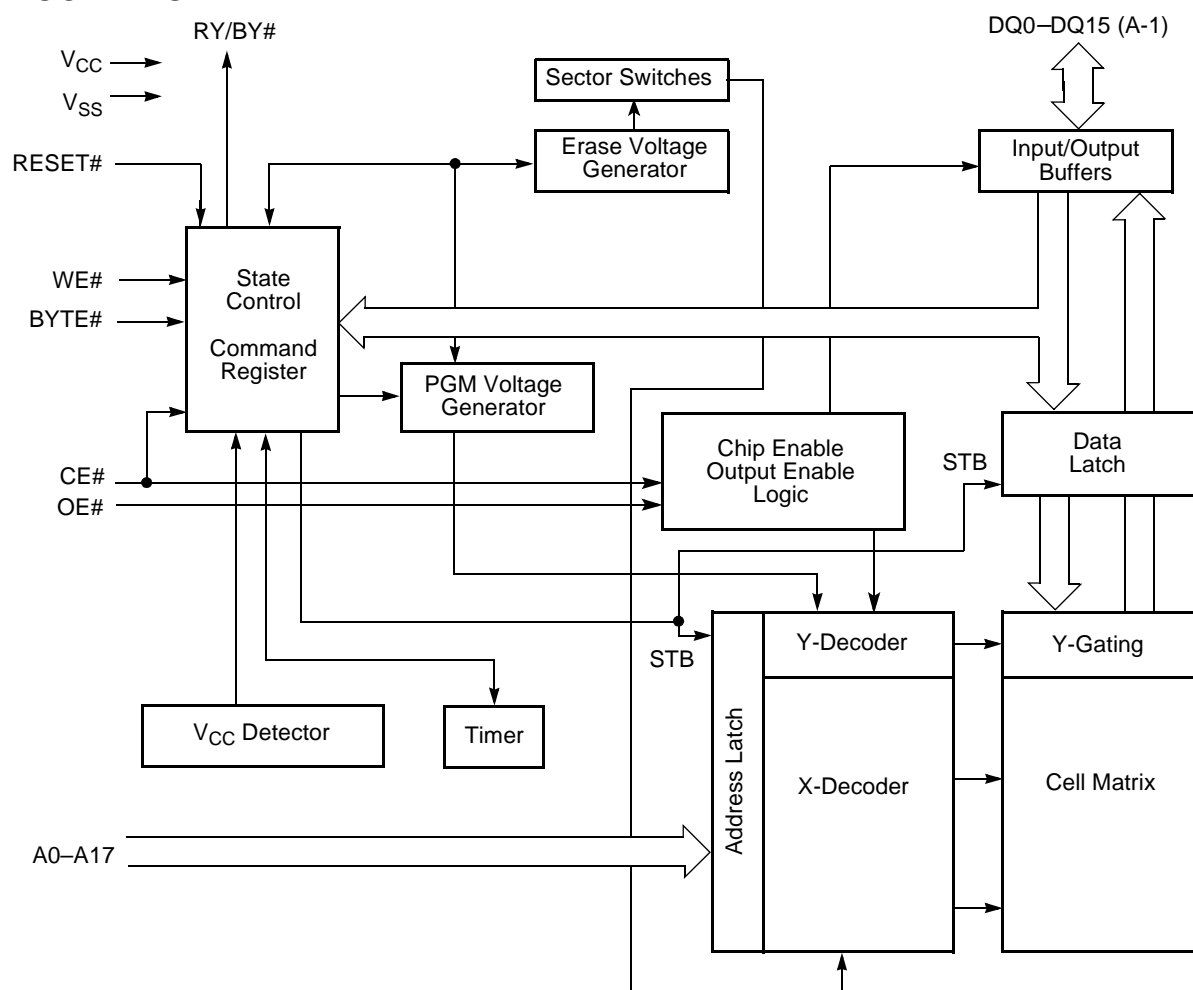 RY/BY#
DQ0–DQ15 (A-1)
VCC
VSS
Sector Switches
Erase Voltage
Generator
Input/Output
Buffers
RESET#
WE#
BYTE#
State
Control
Command
Register
PGM Voltage
Generator
Chip Enable
Output Enable
Logic
STB
Data
Latch
CE#
OE#
STB
Y-Decoder
Y-Gating
VCC Detector
Timer
Address Latch
X-Decoder
Cell Matrix
A0–A17